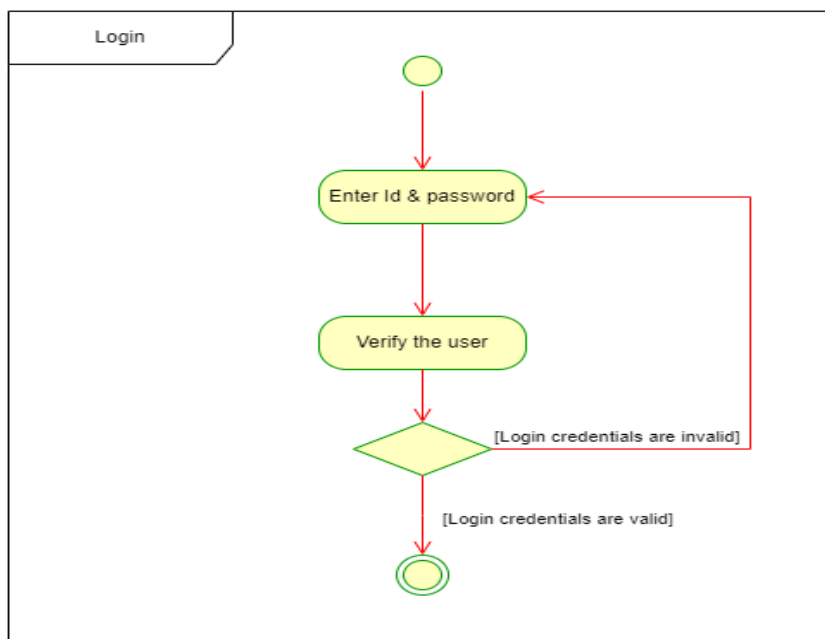 Login
Enter Id & password
Verify the user
[Login credentials are invalid]
[Login credentials are valid]